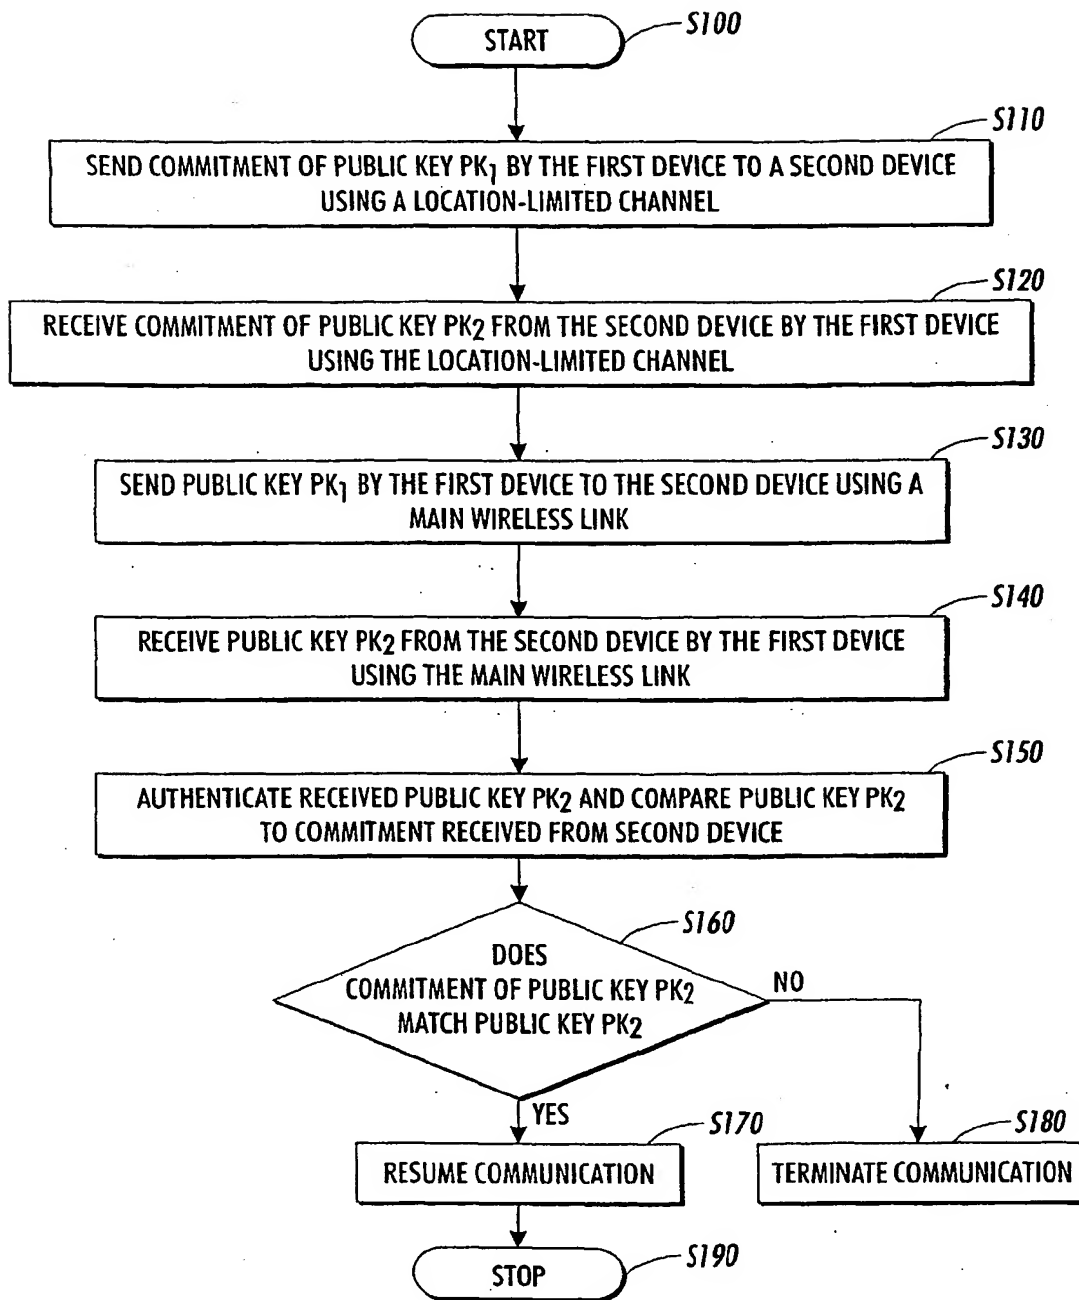 START
S100
S110
SEND COMMITMENT OF PUBLIC KEY PK1 BY THE FIRST DEVICE TO A SECOND DEVICE
USING A LOCATION-LIMITED CHANNEL
S120
RECEIVE COMMITMENT OF PUBLIC KEY PK2 FROM THE SECOND DEVICE BY THE FIRST DEVICE
USING THE LOCATION-LIMITED CHANNEL
S130
SEND PUBLIC KEY PK1 BY THE FIRST DEVICE TO THE SECOND DEVICE USING A
MAIN WIRELESS LINK
S140
RECEIVE PUBLIC KEY PK2 FROM THE SECOND DEVICE BY THE FIRST DEVICE
USING THE MAIN WIRELESS LINK
S150
AUTHENTICATE RECEIVED PUBLIC KEY PK2 AND COMPARE PUBLIC KEY PK2
TO COMMITMENT RECEIVED FROM SECOND DEVICE
S160
DOES
COMMITMENT OF PUBLIC KEY PK2
MATCH PUBLIC KEY PK2
NO
YES
S170
RESUME COMMUNICATION
S180
TERMINATE COMMUNICATION
STOP
S190